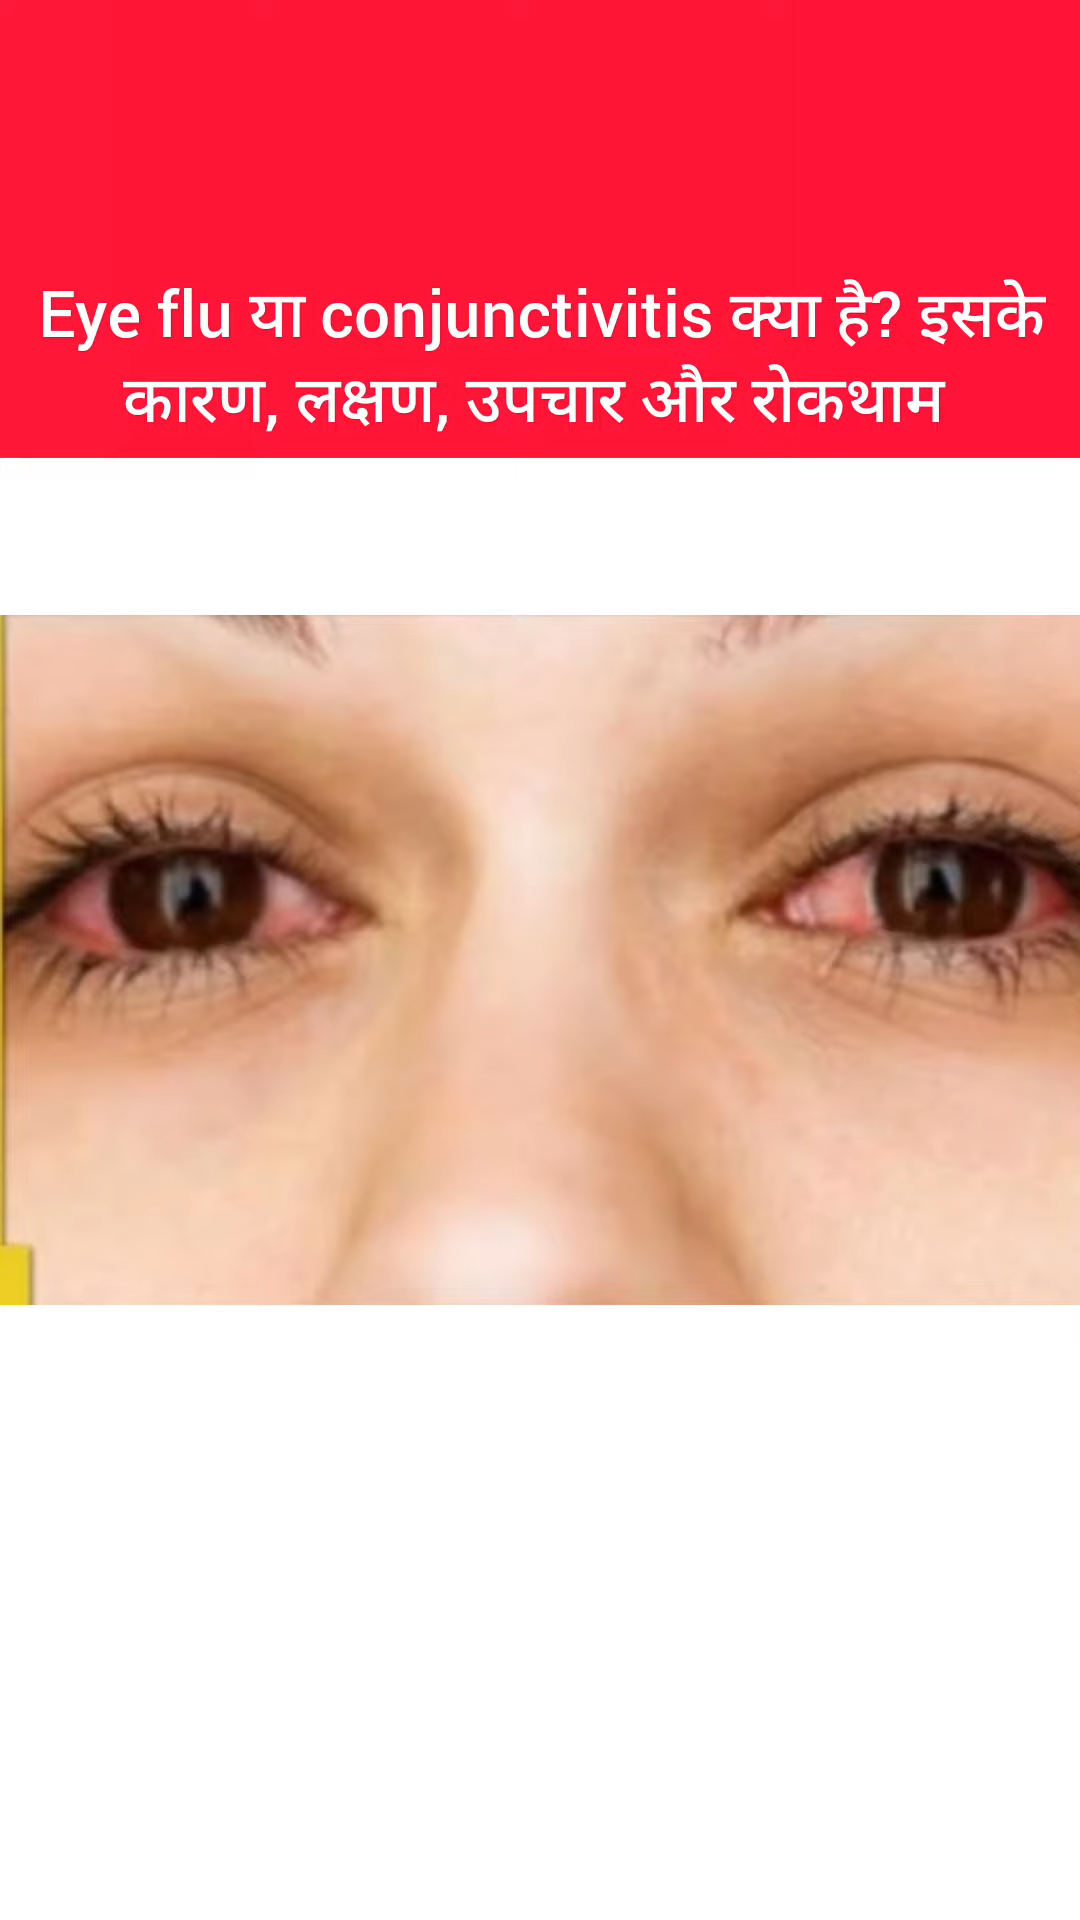 Eye flu या conjunctivitis क्या है? इसके
कारण, लक्षण, उपचार और रोकथाम